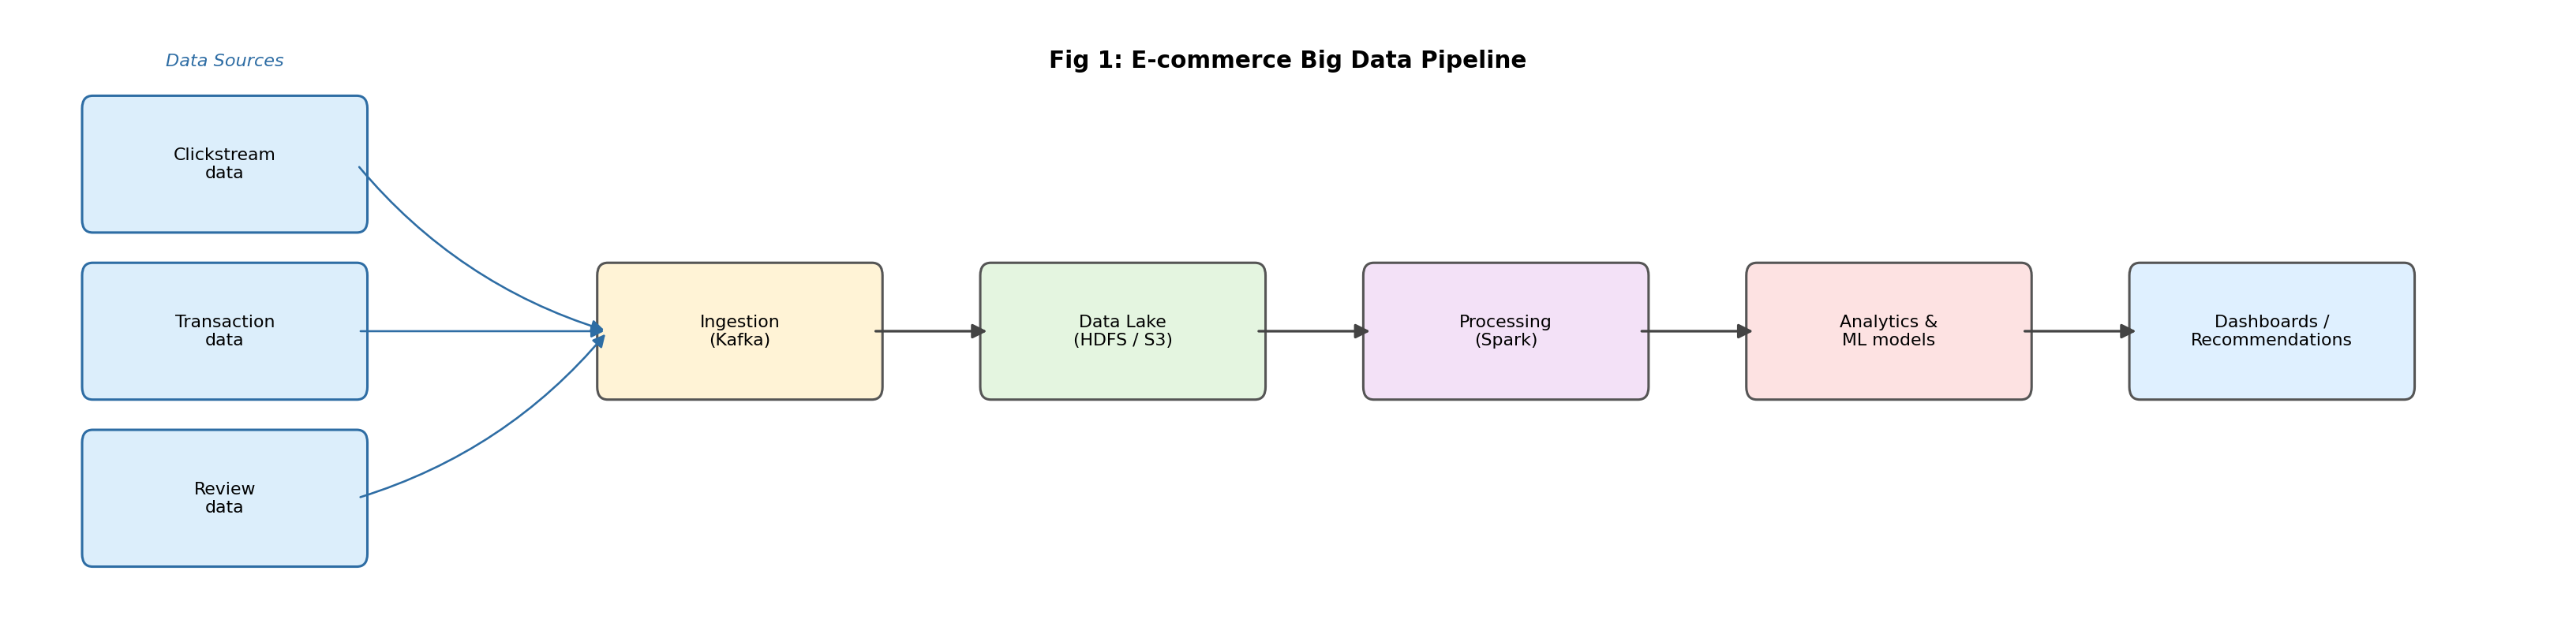 Data Sources
Fig 1: E-commerce Big Data Pipeline
Clickstream
data
Transaction
data
Review
data
Ingestion
(Kafka)
Data Lake
(HDFS / S3)
Processing
(Spark)
Analytics &
ML models
Dashboards /
Recommendations